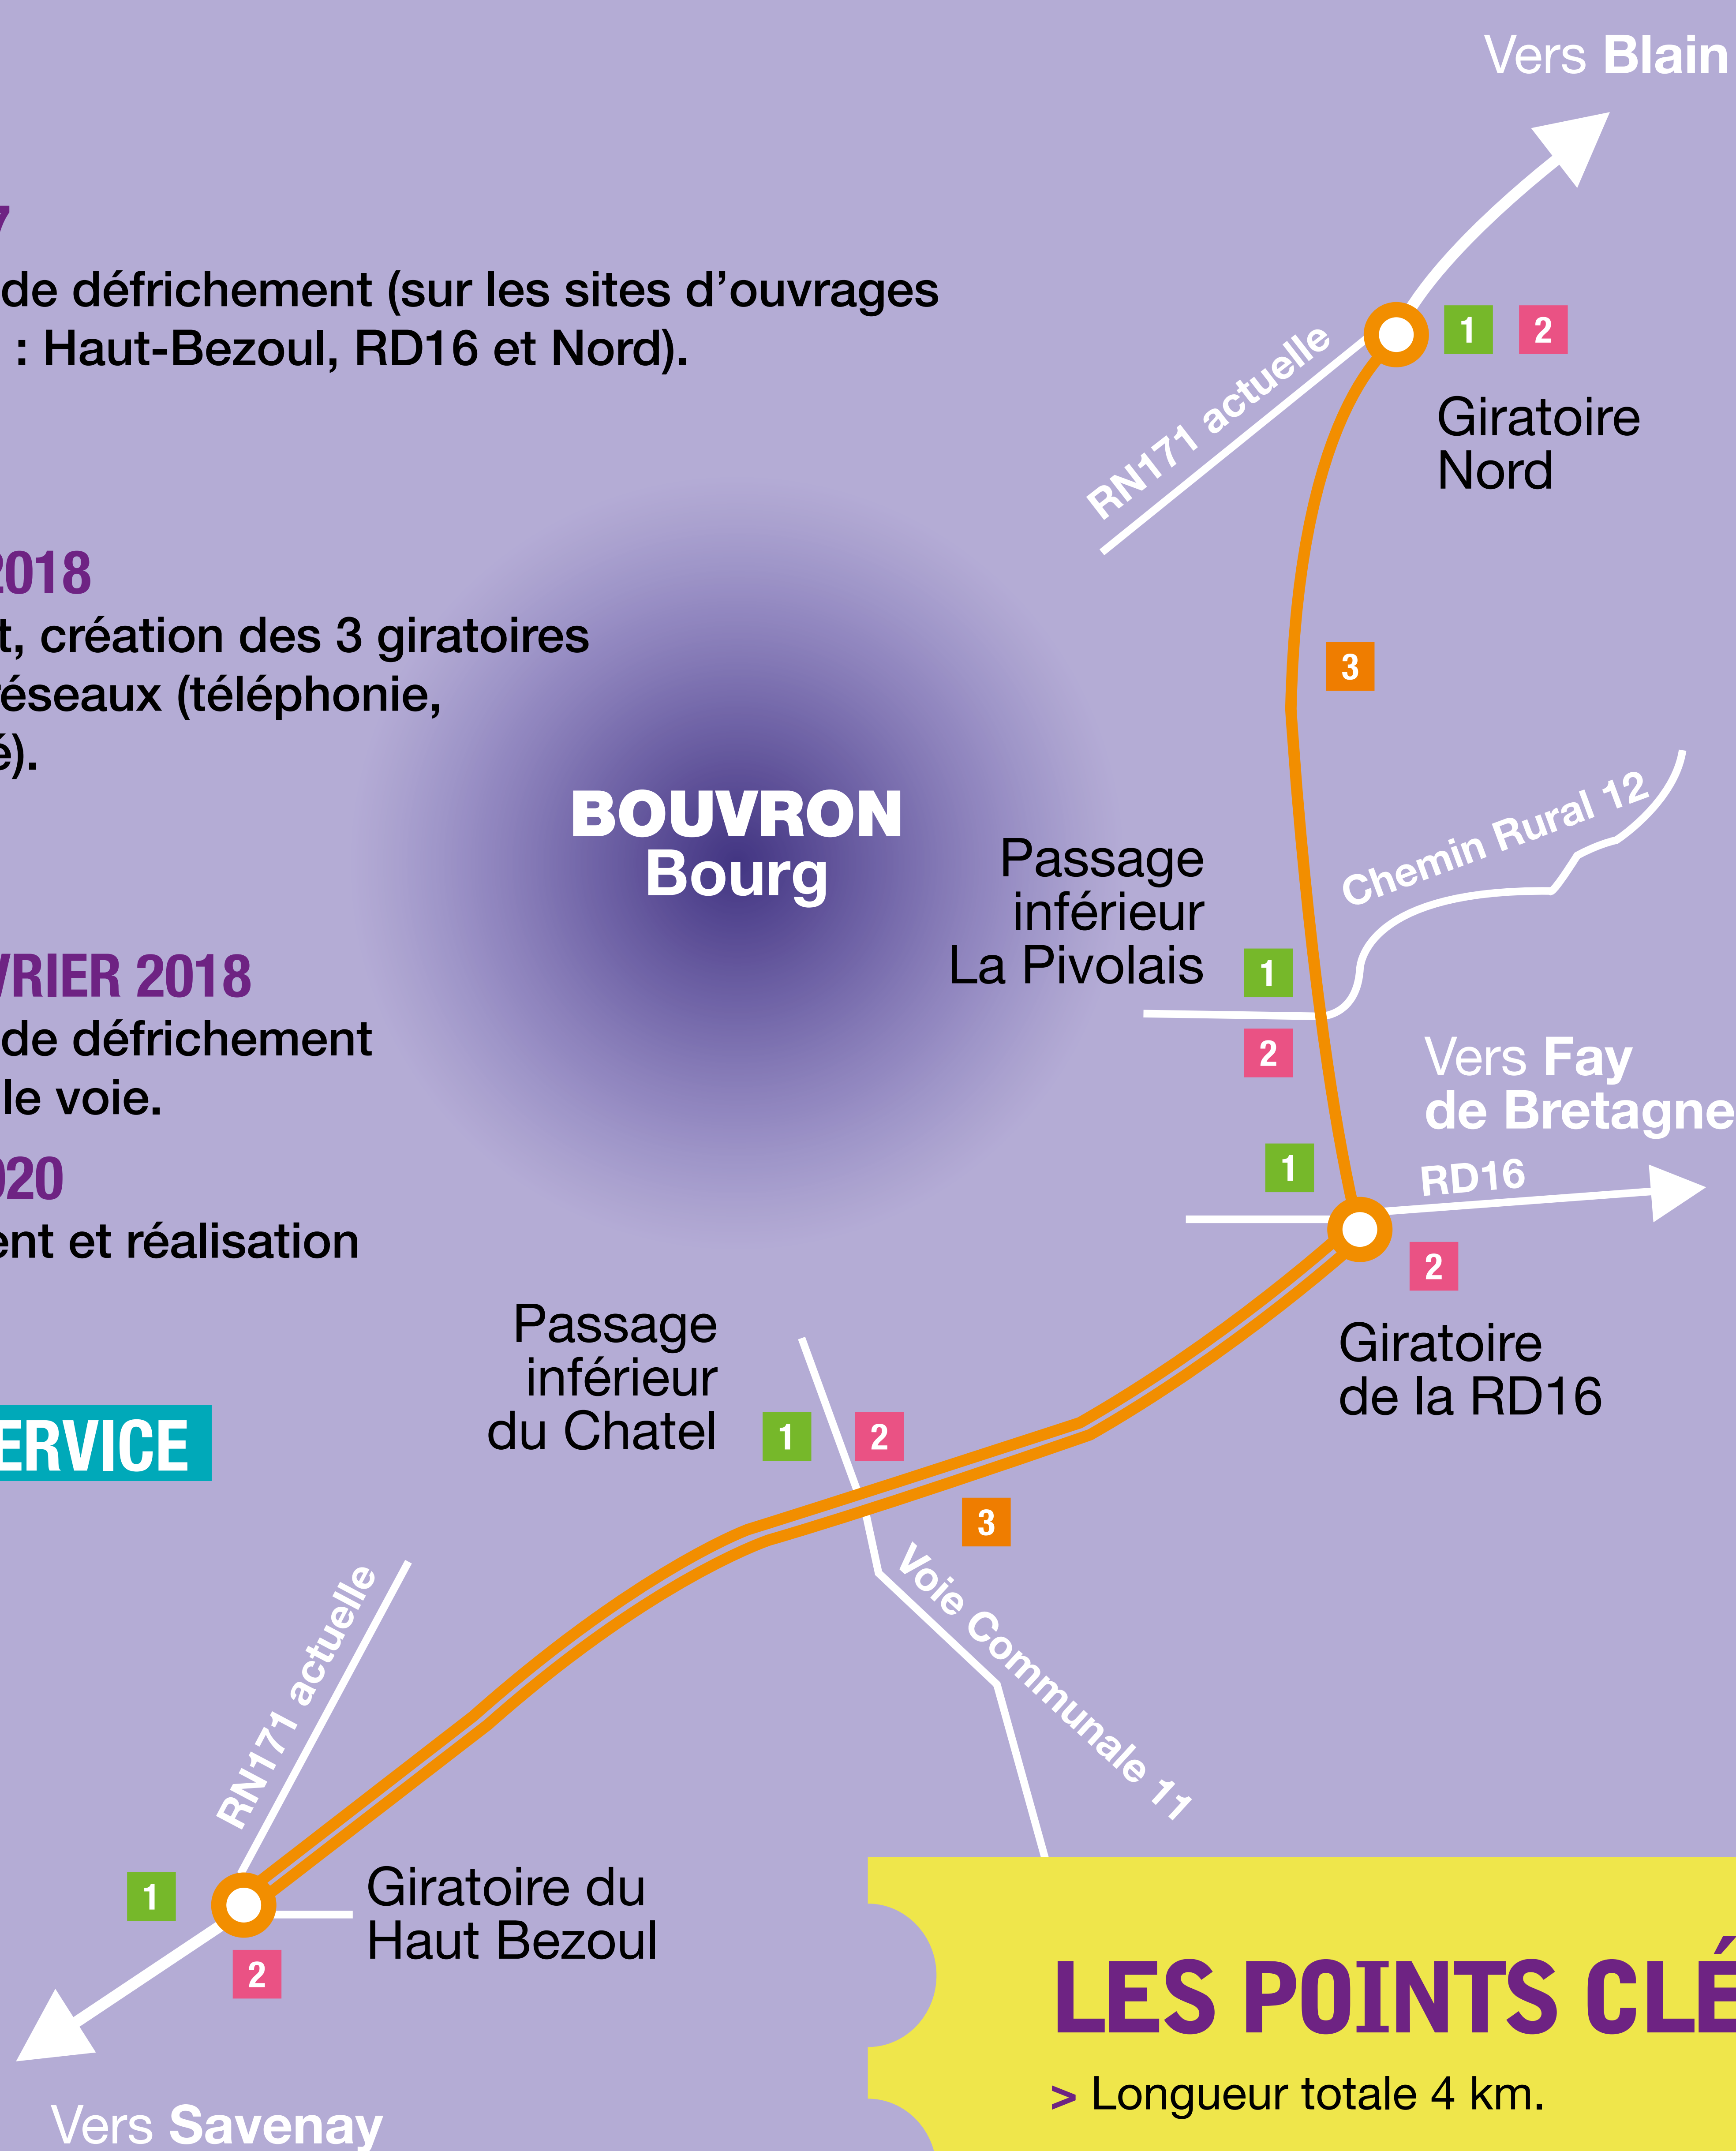 Vers Blain
7
de défrichement (sur les sites d’ouvrages
: Haut-Bezoul, RD16 et Nord).
RN171 actuelle
1 2
Giratoire
Nord
2018
t, création des 3 giratoires
réseaux (téléphonie,
é).
3
BOUVRON
Bourg
Chemin Rural 12
Passage
inférieur
La Pivolais
1
2
VRIER 2018
de défrichement
le voie.
Vers Fay
de Bretagne
RD16
1
2
Giratoire
de la RD16
020
ent et réalisation
Passage
inférieur
du Chatel
1 2
3
ERVICE
Voie Communale 11
RN171 actuelle
1
2
Giratoire du
Haut Bezoul
Vers Savenay
LES POINTS CLÉ
> Longueur totale 4 km.